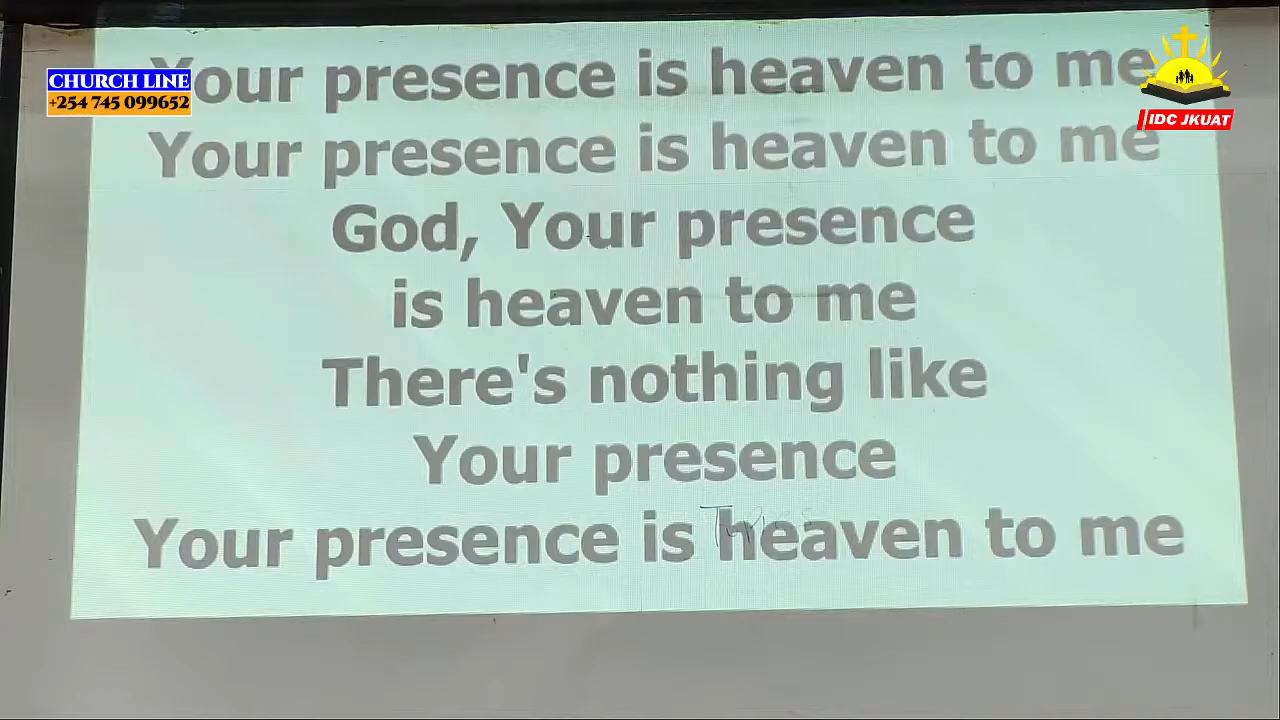 CHURCH LINE
+254 745 099652
IDC JKUAT
Your presence is heaven to me
Your presence is heaven to me
God, Your presence
is heaven to me
There's nothing like
Your presence
Your presence is heaven to me